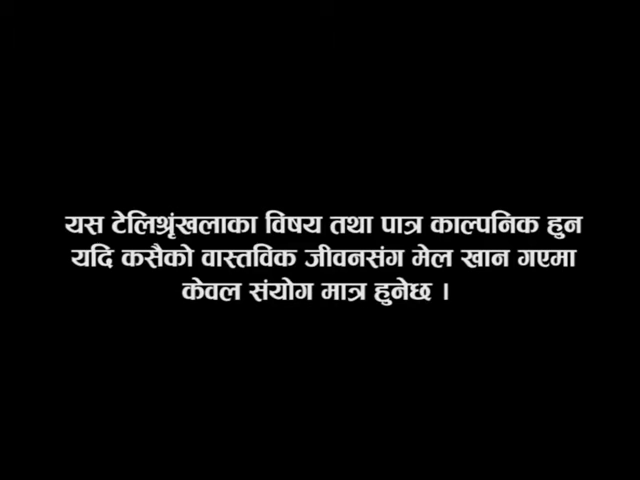 यस टेलिश्रृंखलाका विषय तथा पात्र काल्पनिक हुन
यदि कसैको वास्तविक जीवनसंग मेल खान गएमा
केवल संयोग मात्र हुनेछ ।